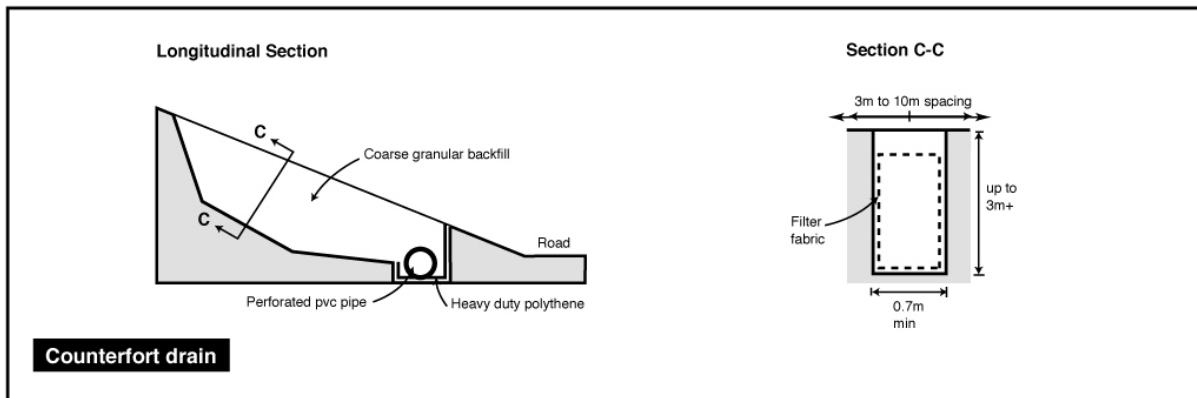 Longitudinal Section
Section C-C
3m to 10m spacing
C
Coarse granular backfill
C
up to
3m+
Filter
fabric
Road
Perforated pvc pipe
Heavy duty polythene
0.7m
min
Counterfort drain